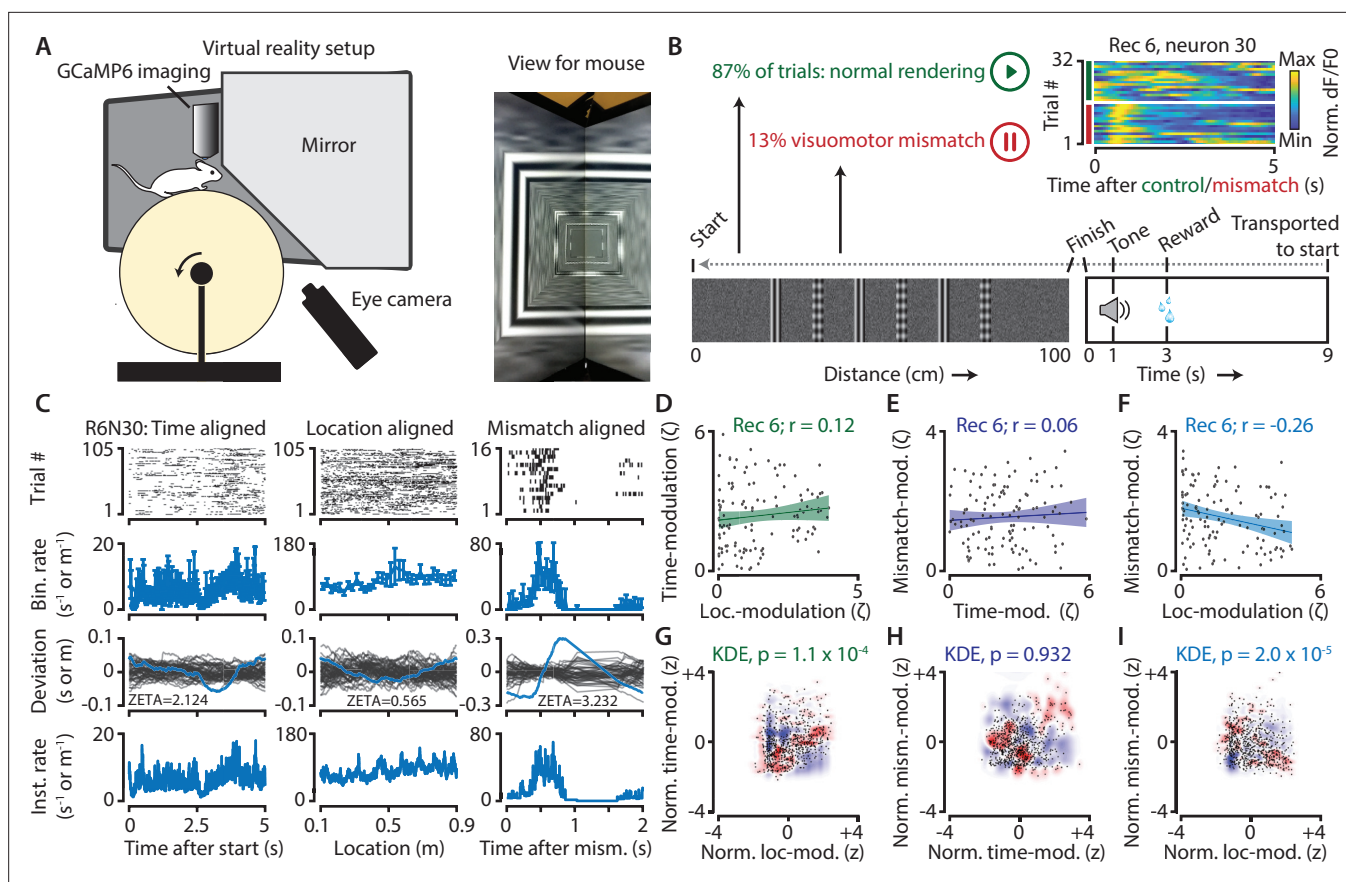 A
Virtual reality setup
GCaMP6 imaging
Mirror
Eye camera
View for mouse
B
87% of trials: normal rendering
13% visuomotor mismatch
Rec 6, neuron 30
32
1
Trial #
0
5
Time after control/mismatch (s)
Max
Min
Norm. dF/F0
Start
Finish
Tone
Reward
Transported
to start
0
100
Distance (cm)
0
1
3
9
Time (s)
C
R6N30: Time aligned
Location aligned
Mismatch aligned
Trial #
105
1
105
1
16
1
Bin. rate
(s⁻¹ or m⁻¹)
20
0
180
0
80
0
Deviation
(s or m)
0.1
0
-0.1
ZETA=2.124
0.1
0
-0.1
ZETA=0.565
0.3
0
-0.3
ZETA=3.232
Inst. rate
(s⁻¹ or m⁻¹)
20
0
180
0
80
0
0
2.5
5
Time after start (s)
0.1
0.5
0.9
Location (m)
0
1
2
Time after mism. (s)
D
Rec 6; r = 0.12
Time-modulation (ζ)
6
0
0
5
Loc.-modulation (ζ)
E
Rec 6; r = 0.06
Mismatch-mod. (ζ)
4
0
0
6
Time-mod. (ζ)
F
Rec 6; r = -0.26
Mismatch-mod. (ζ)
4
0
0
6
Loc-modulation (ζ)
G
KDE, p = 1.1 x 10⁻⁴
Norm. time-mod. (z)
+4
0
-4
-4
0
+4
Norm. loc-mod. (z)
H
KDE, p = 0.932
Norm. mism.-mod. (z)
+4
0
-4
-4
0
+4
Norm. time-mod. (z)
I
KDE, p = 2.0 x 10⁻⁵
Norm. mism.-mod. (z)
+4
0
-4
-4
0
+4
Norm. loc-mod. (z)